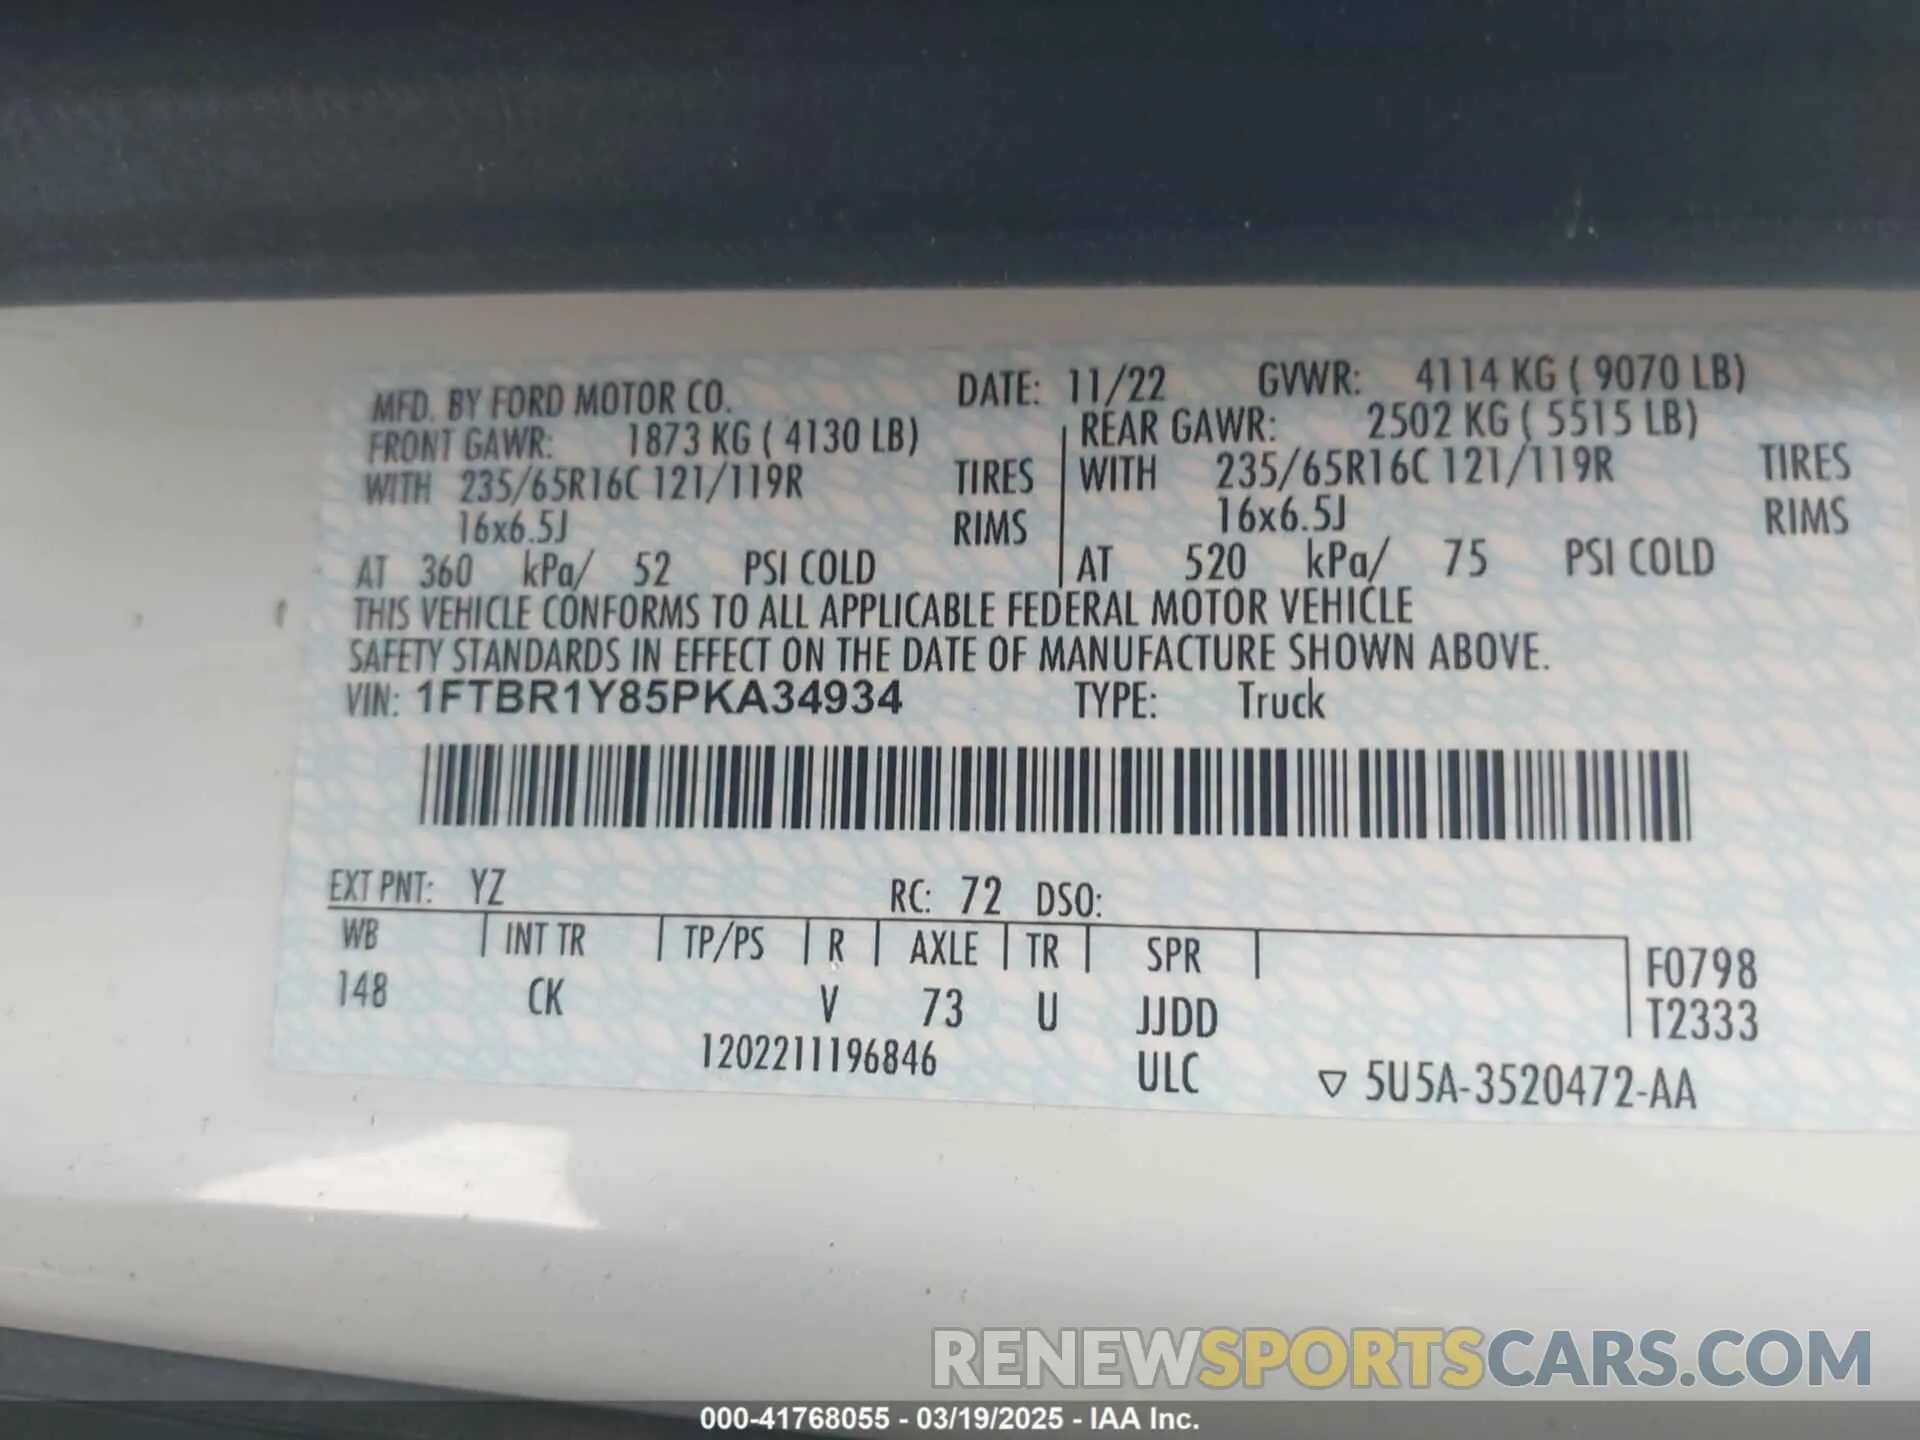 MFD. BY FORD MOTOR CO. DATE: 11/22 GVWR: 4114 KG ( 9070 LB)
FRONT GAWR: 1873 KG ( 4130 LB) REAR GAWR: 2502 KG ( 5515 LB)
WITH 235/65R16C 121/119R TIRES WITH 235/65R16C 121/119R TIRES
16x6.5J RIMS 16x6.5J RIMS
AT 360 kPa/ 52 PSI COLD AT 520 kPa/ 75 PSI COLD
THIS VEHICLE CONFORMS TO ALL APPLICABLE FEDERAL MOTOR VEHICLE
SAFETY STANDARDS IN EFFECT ON THE DATE OF MANUFACTURE SHOWN ABOVE.
VIN: 1FTBR1Y85PKA34934 TYPE: Truck
EXT PNT: YZ RC: 72 DSO:
WB INT TR TP/PS R AXLE TR SPR F0798
148 CK V 73 U JJDD T2333
1202211196846 ULC ▽ 5U5A-3520472-AA
RENEWSPORTSCARS.COM
000-41768055 - 03/19/2025 - IAA Inc.